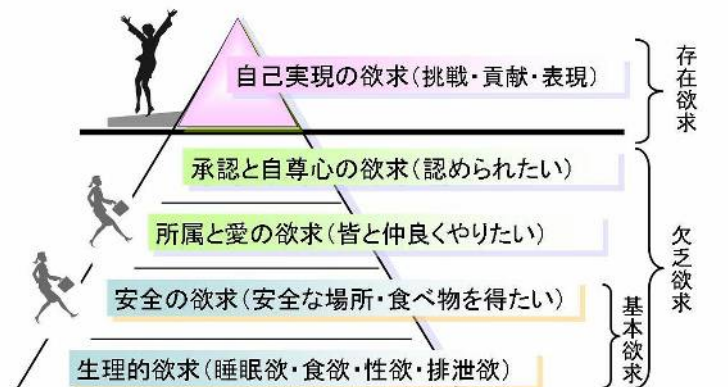 自己実現の欲求(挑戦・貢献・表現)
存在欲求
承認と自尊心の欲求(認められたい)
所属と愛の欲求(皆と仲良くやりたい)
欠乏欲求
安全の欲求(安全な場所・食べ物を得たい)
基本欲求
生理的欲求(睡眠欲・食欲・性欲・排泄欲)